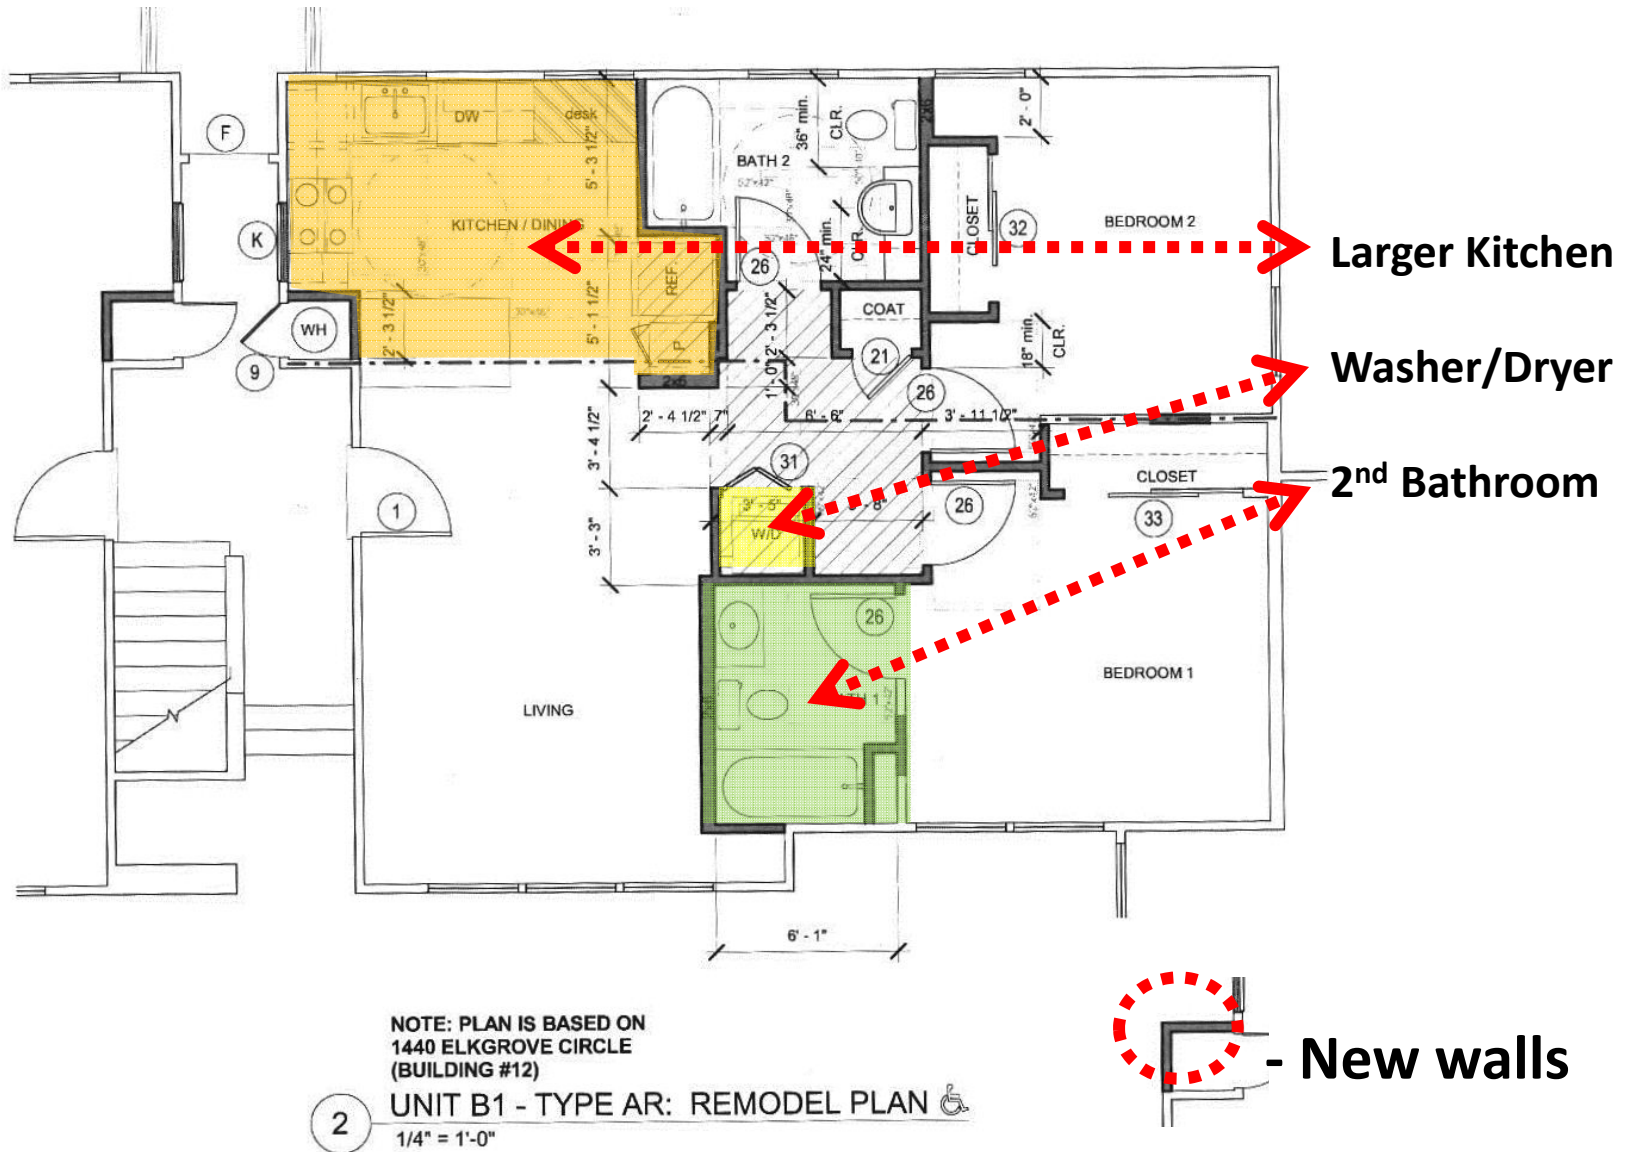 F
DW
desk
36" min.
CLR.
2x6
2' - 0"
5' - 3 1/2"
BATH 2
K
KITCHEN / DINING
CLOSET
32
BEDROOM 2
24" min.
CLR.
26
Larger Kitchen
REF.
WH
2' - 3 1/2"
5' - 1 1/2"
P
2' - 3 1/2"
COAT
18" min.
CLR.
9
21
Washer/Dryer
2x6
1' - 0"
26
2' - 4 1/2"
7"
6' - 6"
3' - 11 1/2"
3' - 4 1/2"
31
CLOSET
2nd Bathroom
1
3' - 5"
26
33
W/D
3' - 3"
26
BEDROOM 1
LIVING
6' - 1"
NOTE: PLAN IS BASED ON
1440 ELKGROVE CIRCLE
(BUILDING #12)
- New walls
2
UNIT B1 - TYPE AR: REMODEL PLAN
1/4" = 1'-0"